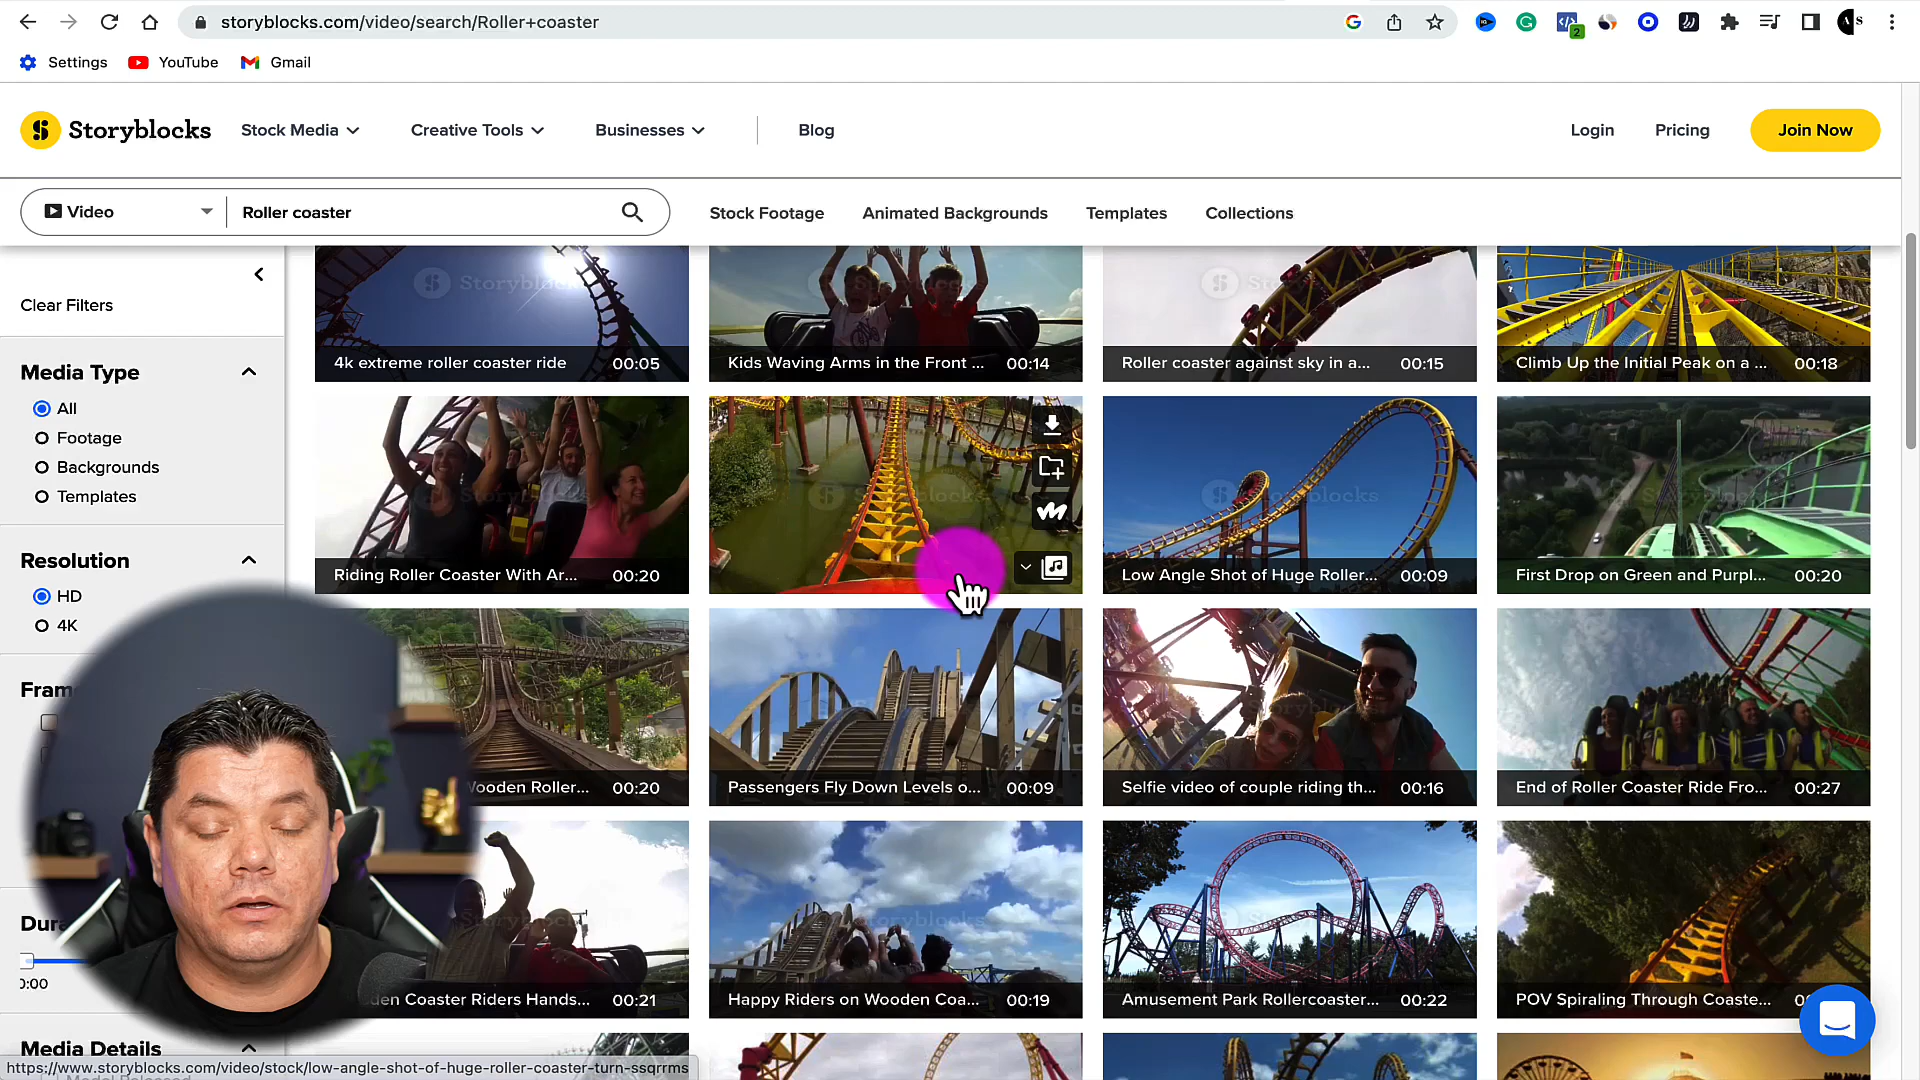 storyblocks.com/video/search/Roller+coaster
2
A S
Settings
YouTube
Gmail
Storyblocks
Stock Media
Creative Tools
Businesses
Blog
Login
Pricing
Join Now
Video
Roller coaster
Stock Footage
Animated Backgrounds
Templates
Collections
Clear Filters
Media Type
All
Footage
Backgrounds
Templates
Resolution
HD
4K
Fram
Dura
0:00
Media Details
Storyblocks
4k extreme roller coaster ride 00:05
Kids Waving Arms in the Front ... 00:14
Roller coaster against sky in a... 00:15
Climb Up the Initial Peak on a ... 00:18
Riding Roller Coaster With Ar... 00:20
Storyblocks
Low Angle Shot of Huge Roller... 00:09
First Drop on Green and Purpl... 00:20
Wooden Roller... 00:20
Passengers Fly Down Levels o... 00:09
Selfie video of couple riding th... 00:16
End of Roller Coaster Ride Fro... 00:27
den Coaster Riders Hands... 00:21
Happy Riders on Wooden Coa... 00:19
Amusement Park Rollercoaster... 00:22
POV Spiraling Through Coaste...
https://www.storyblocks.com/video/stock/low-angle-shot-of-huge-roller-coaster-turn-ssqrrms